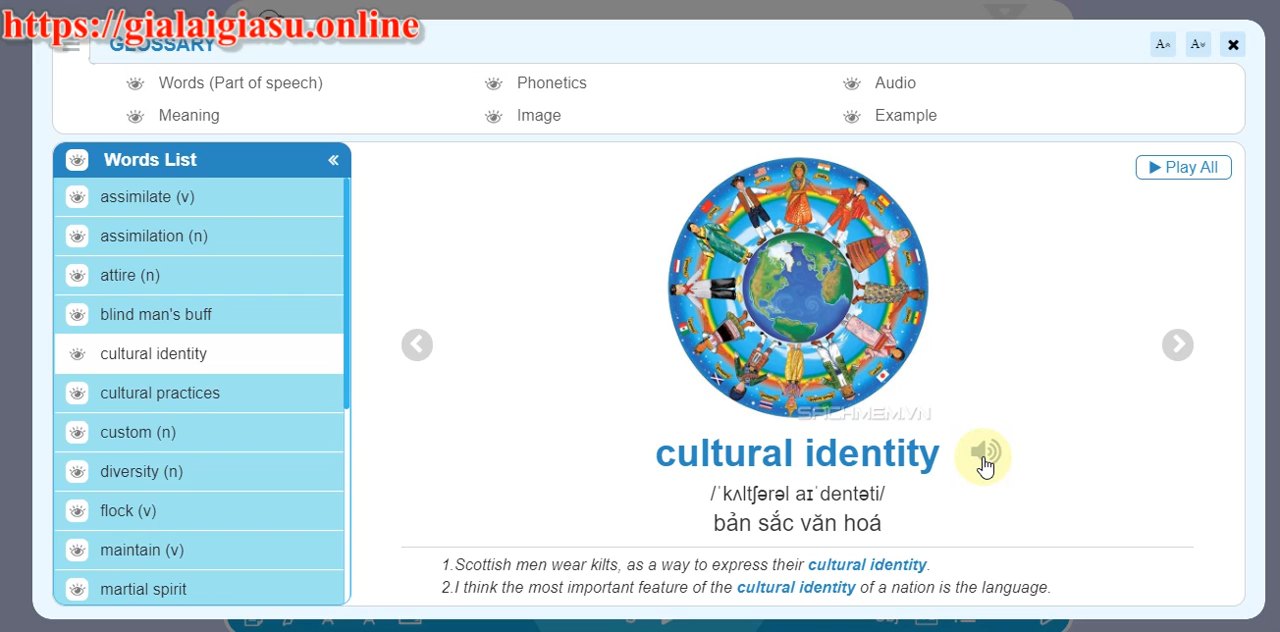 https://gialaigiasu.online
GLOSSARY
A A
Words (Part of speech) Phonetics Audio
Meaning Image Example
Words List
Play All
assimilate (v)
assimilation (n)
attire (n)
blind man's buff
cultural identity
cultural practices
custom (n)
diversity (n)
flock (v)
maintain (v)
martial spirit
SACHMEM.VN
cultural identity
/ˈkʌltʃərəl aɪˈdentəti/
bản sắc văn hoá
1.Scottish men wear kilts, as a way to express their cultural identity.
2.I think the most important feature of the cultural identity of a nation is the language.